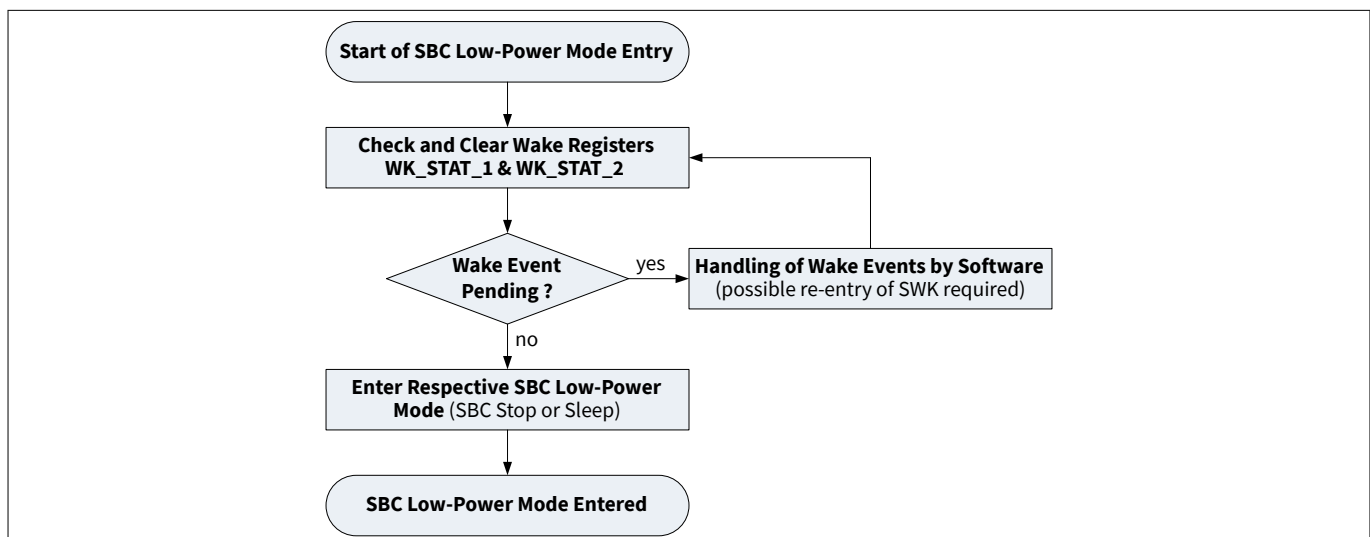 Start of SBC Low-Power Mode Entry
Check and Clear Wake Registers
WK_STAT_1 & WK_STAT_2
Wake Event
Pending ?
yes
Handling of Wake Events by Software
(possible re-entry of SWK required)
no
Enter Respective SBC Low-Power
Mode (SBC Stop or Sleep)
SBC Low-Power Mode Entered